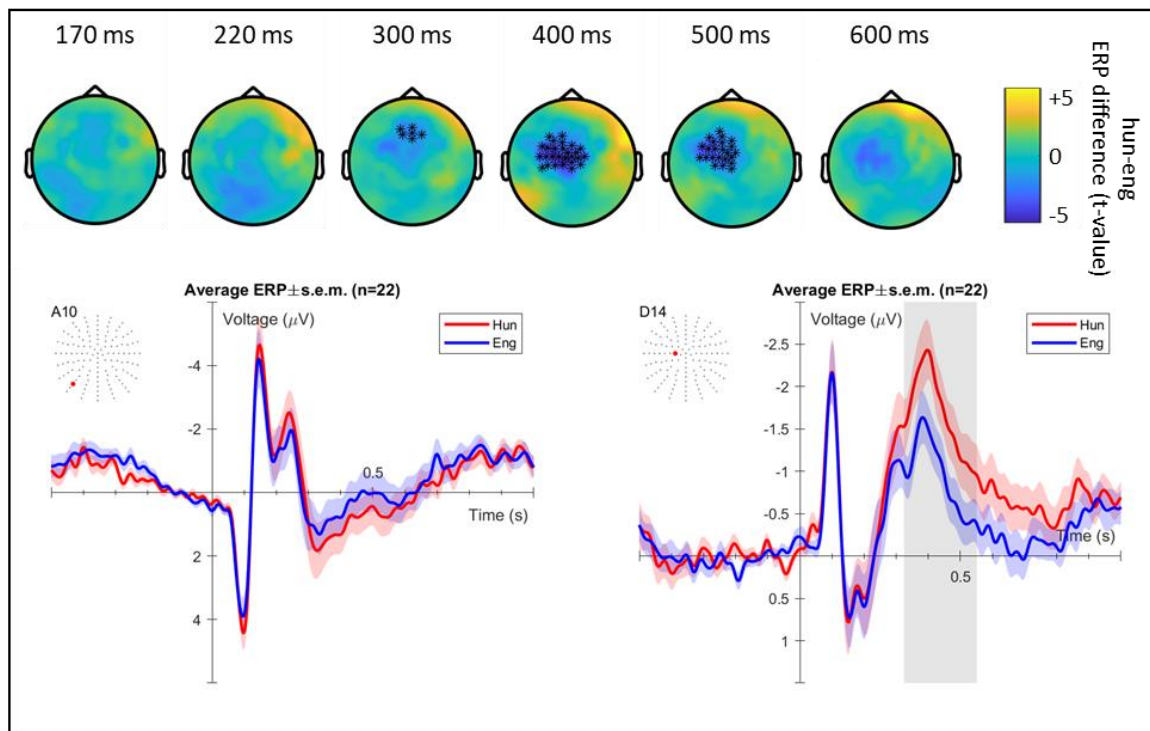 170 ms
220 ms
300 ms
400 ms
500 ms
600 ms
+5
0
-5
hun-eng
ERP difference (t-value)
Average ERP±s.e.m. (n=22)
A10
Voltage (μV)
Hun
Eng
-4
-2
0.5
Time (s)
2
4
Average ERP±s.e.m. (n=22)
D14
Voltage (μV)
Hun
Eng
-2.5
-2
-1.5
-1
-0.5
Time (s)
0.5
0.5
1